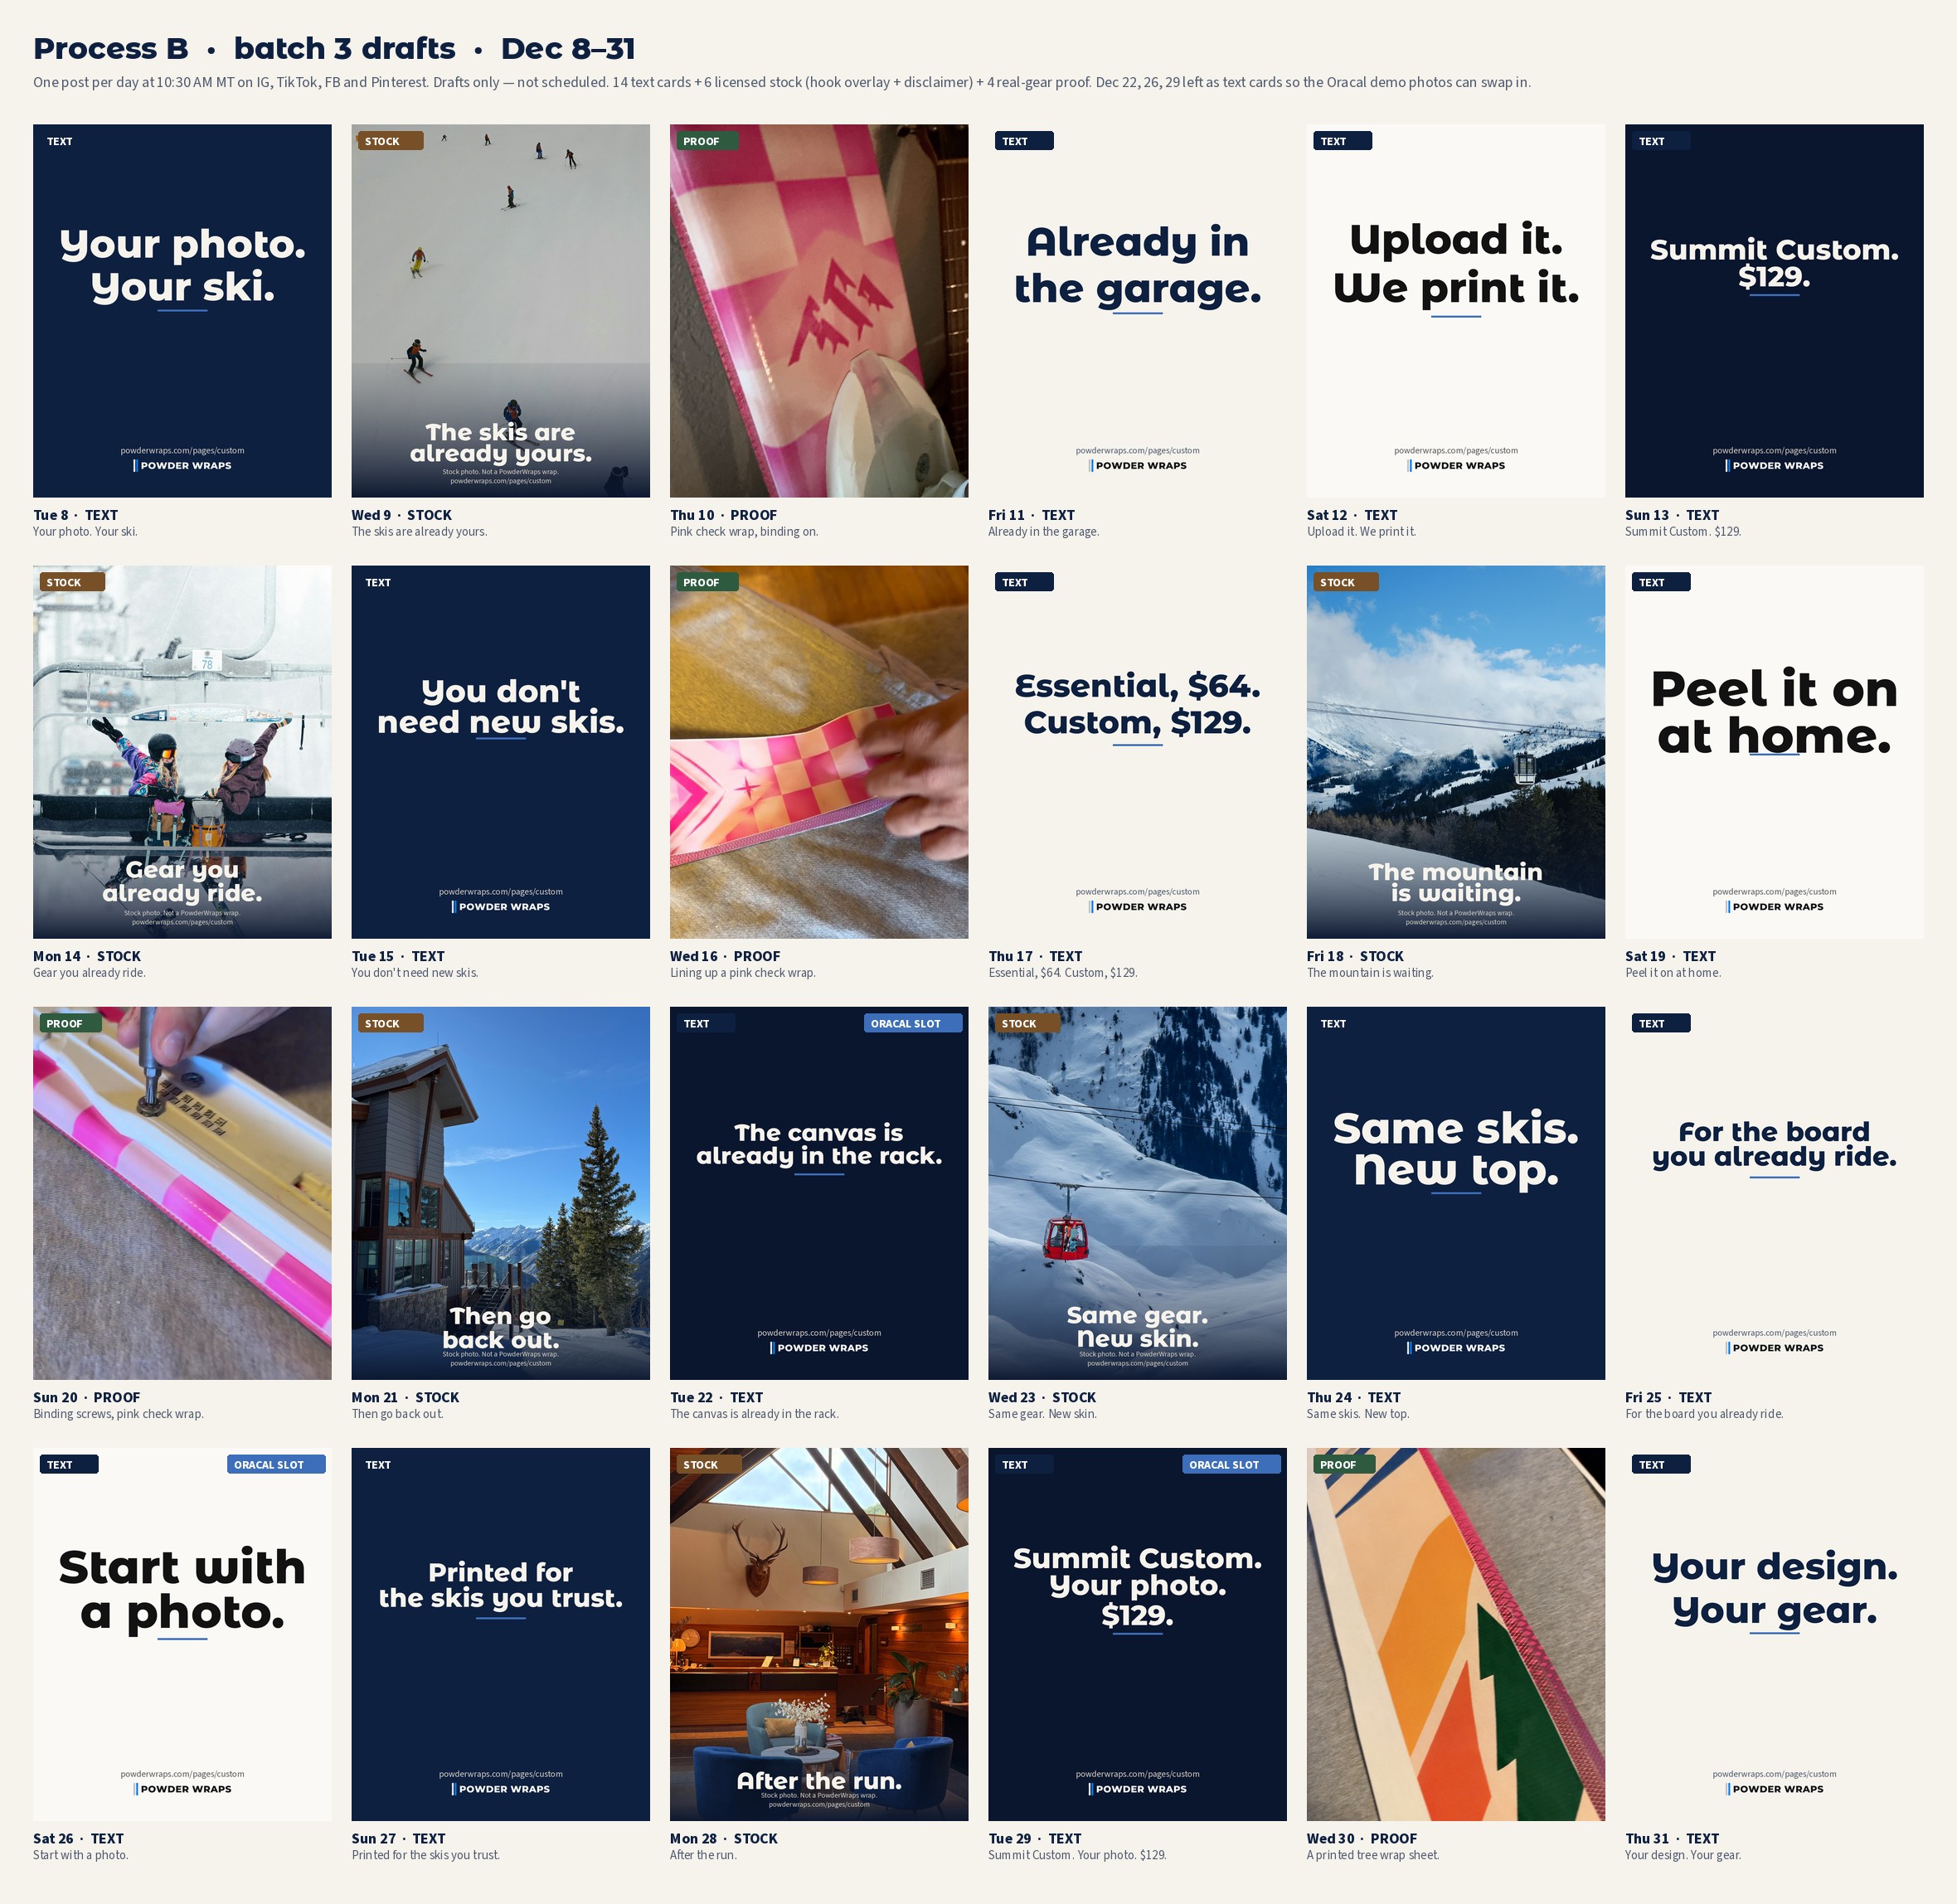 Process B • batch 3 drafts • Dec 8–31
One post per day at 10:30 AM MT on IG, TikTok, FB and Pinterest. Drafts only — not scheduled. 14 text cards + 6 licensed stock (hook overlay + disclaimer) + 4 real-gear proof. Dec 22, 26, 29 left as text cards so the Oracal demo photos can swap in.
TEXT
Your photo.
Your ski.
powderwraps.com/pages/custom
POWDER WRAPS
Tue 8 · TEXT
Your photo. Your ski.
STOCK
The skis are
already yours.
Stock photo. Not a PowderWraps wrap.
powderwraps.com/pages/custom
Wed 9 · STOCK
The skis are already yours.
PROOF
Thu 10 · PROOF
Pink check wrap, binding on.
TEXT
Already in
the garage.
powderwraps.com/pages/custom
POWDER WRAPS
Fri 11 · TEXT
Already in the garage.
TEXT
Upload it.
We print it.
powderwraps.com/pages/custom
POWDER WRAPS
Sat 12 · TEXT
Upload it. We print it.
TEXT
Summit Custom.
$129.
powderwraps.com/pages/custom
POWDER WRAPS
Sun 13 · TEXT
Summit Custom. $129.
STOCK
78
Gear you
already ride.
Stock photo. Not a PowderWraps wrap.
powderwraps.com/pages/custom
Mon 14 · STOCK
Gear you already ride.
TEXT
You don't
need new skis.
powderwraps.com/pages/custom
POWDER WRAPS
Tue 15 · TEXT
You don't need new skis.
PROOF
Wed 16 · PROOF
Lining up a pink check wrap.
TEXT
Essential, $64.
Custom, $129.
powderwraps.com/pages/custom
POWDER WRAPS
Thu 17 · TEXT
Essential, $64. Custom, $129.
STOCK
The mountain
is waiting.
Stock photo. Not a PowderWraps wrap.
powderwraps.com/pages/custom
Fri 18 · STOCK
The mountain is waiting.
TEXT
Peel it on
at home.
powderwraps.com/pages/custom
POWDER WRAPS
Sat 19 · TEXT
Peel it on at home.
PROOF
Sun 20 · PROOF
Binding screws, pink check wrap.
STOCK
Then go
back out.
Stock photo. Not a PowderWraps wrap.
powderwraps.com/pages/custom
Mon 21 · STOCK
Then go back out.
TEXT
ORACAL SLOT
The canvas is
already in the rack.
powderwraps.com/pages/custom
POWDER WRAPS
Tue 22 · TEXT
The canvas is already in the rack.
STOCK
Same gear.
New skin.
Stock photo. Not a PowderWraps wrap.
powderwraps.com/pages/custom
Wed 23 · STOCK
Same gear. New skin.
TEXT
Same skis.
New top.
powderwraps.com/pages/custom
POWDER WRAPS
Thu 24 · TEXT
Same skis. New top.
TEXT
For the board
you already ride.
powderwraps.com/pages/custom
POWDER WRAPS
Fri 25 · TEXT
For the board you already ride.
TEXT
ORACAL SLOT
Start with
a photo.
powderwraps.com/pages/custom
POWDER WRAPS
Sat 26 · TEXT
Start with a photo.
TEXT
Printed for
the skis you trust.
powderwraps.com/pages/custom
POWDER WRAPS
Sun 27 · TEXT
Printed for the skis you trust.
STOCK
After the run.
Stock photo. Not a PowderWraps wrap.
powderwraps.com/pages/custom
Mon 28 · STOCK
After the run.
TEXT
ORACAL SLOT
Summit Custom.
Your photo.
$129.
powderwraps.com/pages/custom
POWDER WRAPS
Tue 29 · TEXT
Summit Custom. Your photo. $129.
PROOF
Wed 30 · PROOF
A printed tree wrap sheet.
TEXT
Your design.
Your gear.
powderwraps.com/pages/custom
POWDER WRAPS
Thu 31 · TEXT
Your design. Your gear.